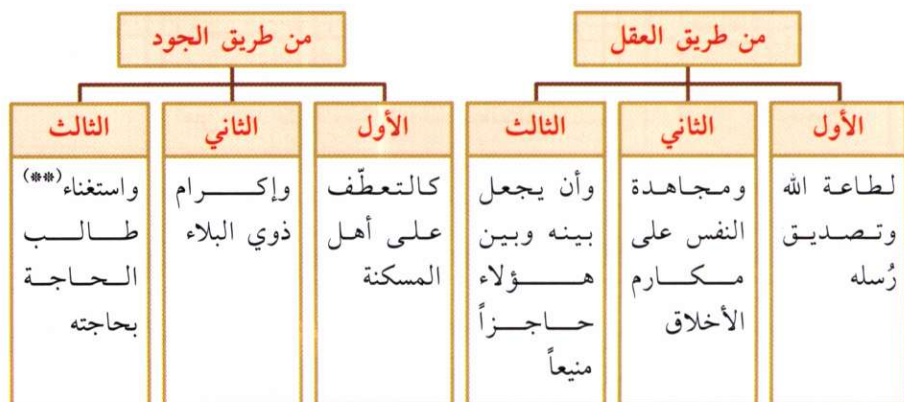 من طريق العقل
الأول
لطاعة الله
وتصديق
رُسله
الثاني
ومجاهدة
النفس على
مكارم
الأخلاق
الثالث
وأن يجعل
بينه وبين
هؤلاء
حاجزاً
منيعاً
من طريق الجود
الأول
كالتعطّف
على أهل
المسكنة
الثاني
وإكرام
ذوي البلاء
الثالث
واستغناء(**)
طالب
الحاجة
بحاجته